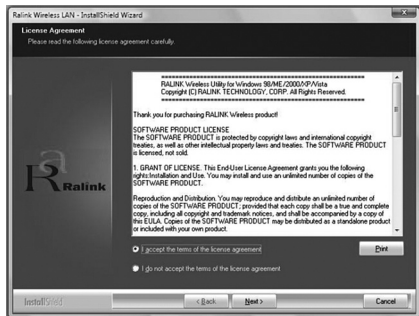 Ralink Wireless LAN - InstallShield Wizard
License Agreement
Please read the following license agreement carefully.
RALINK Wireless Utility for Windows 98/ME/2000/XP/Vista
Copyright (C) RALINK TECHNOLOGY, CORP. All Rights Reserved.
Thank you for purchasing RALINK Wireless product!
SOFTWARE PRODUCT LICENSE
The SOFTWARE PRODUCT is protected by copyright laws and international copyright
treaties, as well as other intellectual property laws and treaties. The SOFTWARE PRODUCT
is licensed, not sold.
1. GRANT OF LICENSE. This End-User License Agreement grants you the following
rights:Installation and Use. You may install and use an unlimited number of copies of the
SOFTWARE PRODUCT.
Reproduction and Distribution. You may reproduce and distribute an unlimited number of
copies of the SOFTWARE PRODUCT; provided that each copy shall be a true and complete
copy, including all copyright and trademark notices, and shall be accompanied by a copy of
this EULA. Copies of the SOFTWARE PRODUCT may be distributed as a standalone product
or included with your own product.
Ralink
I accept the terms of the license agreement
Print
I do not accept the terms of the license agreement
InstallShield
< Back
Next >
Cancel